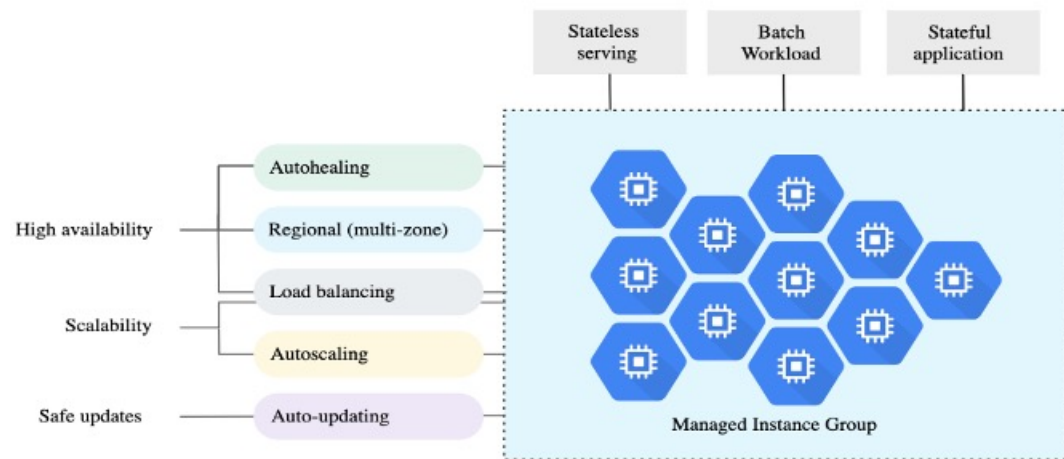 Stateless
serving
Batch
Workload
Stateful
application
High availability
Autohealing
Regional (multi-zone)
Load balancing
Scalability
Autoscaling
Safe updates
Auto-updating
Managed Instance Group